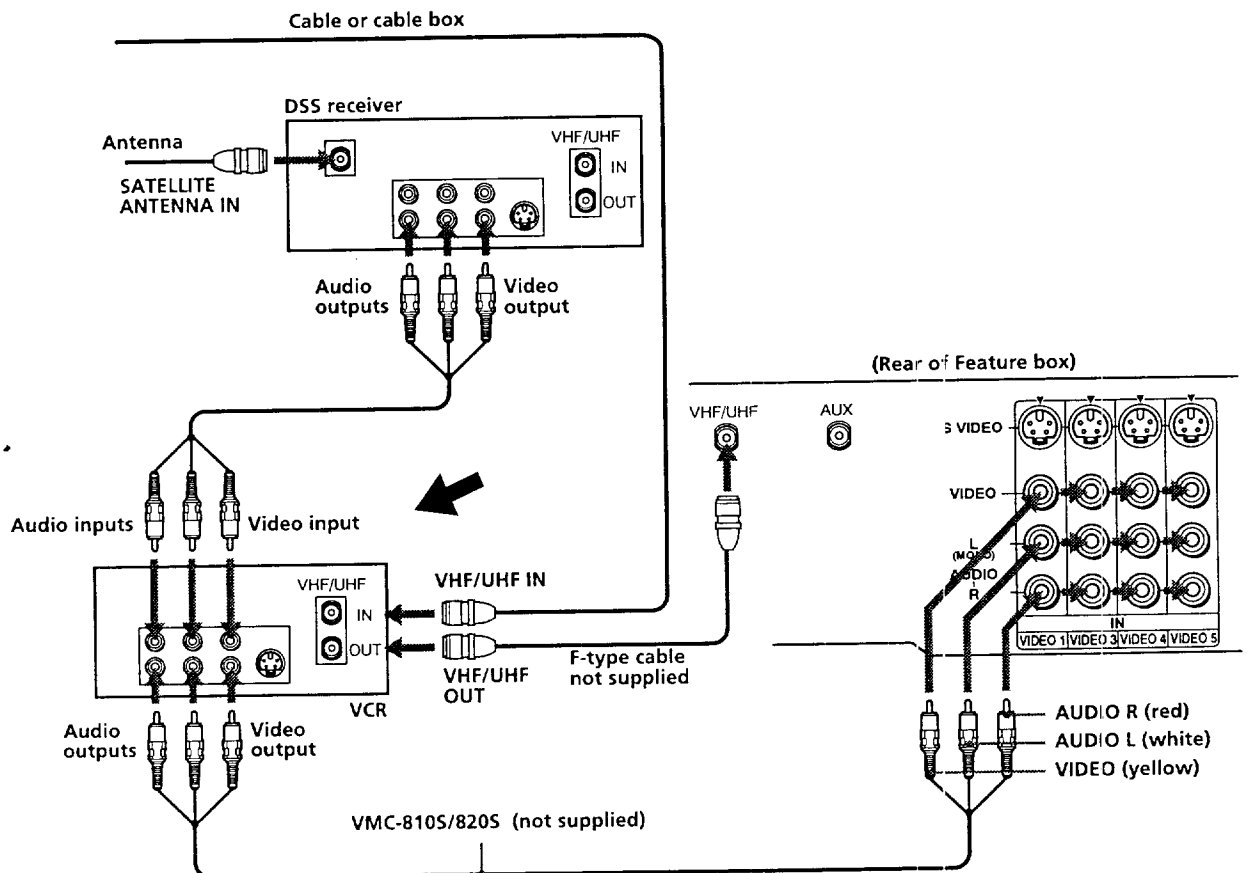 Cable or cable box
DSS receiver
Antenna
SATELLITE
ANTENNA IN
VHF/UHF
IN
OUT
Audio
outputs
Video
output
(Rear of Feature box)
VHF/UHF
AUX
S VIDEO
VIDEO
L
(MONO)
AUDIO
R
IN
VIDEO 1 VIDEO 3 VIDEO 4 VIDEO 5
Audio inputs
Video input
VHF/UHF
IN
OUT
VHF/UHF IN
VHF/UHF
OUT
F-type cable
not supplied
VCR
Audio
outputs
Video
output
AUDIO R (red)
AUDIO L (white)
VIDEO (yellow)
VMC-810S/820S (not supplied)